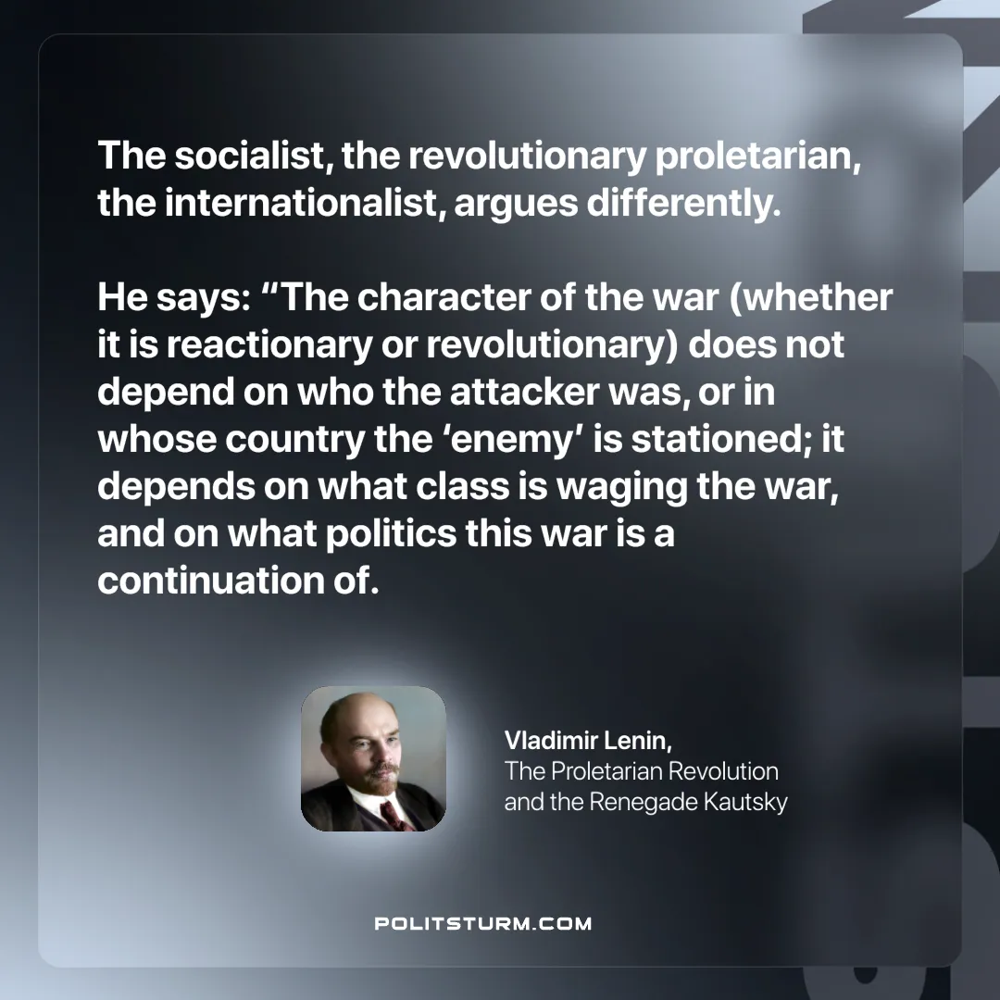 The socialist, the revolutionary proletarian,
the internationalist, argues differently.
He says: “The character of the war (whether
it is reactionary or revolutionary) does not
depend on who the attacker was, or in
whose country the ‘enemy’ is stationed; it
depends on what class is waging the war,
and on what politics this war is a
continuation of.
Vladimir Lenin,
The Proletarian Revolution
and the Renegade Kautsky
POLITSTURM.COM